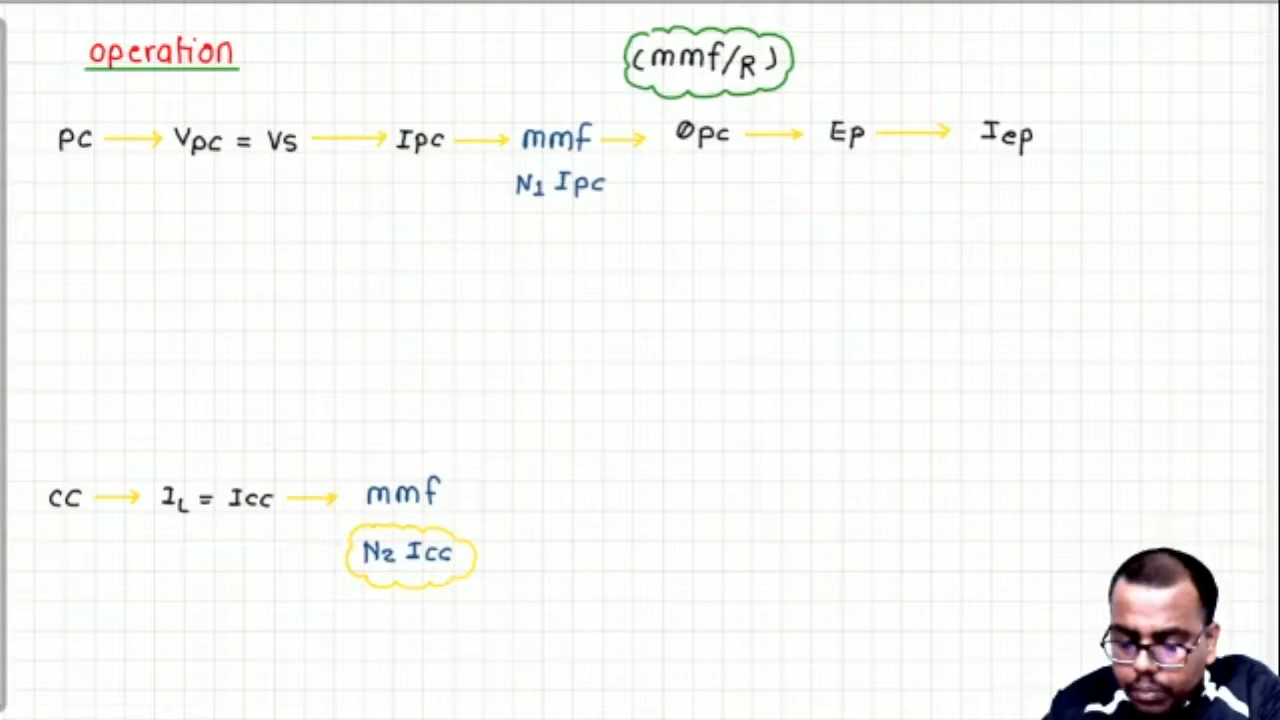 operation
(mmf/R)
PC → VPC = VS → IPC → mmf → ØPC → EP → Iep
N1 IPC
CC → IL = ICC → mmf
N2 ICC